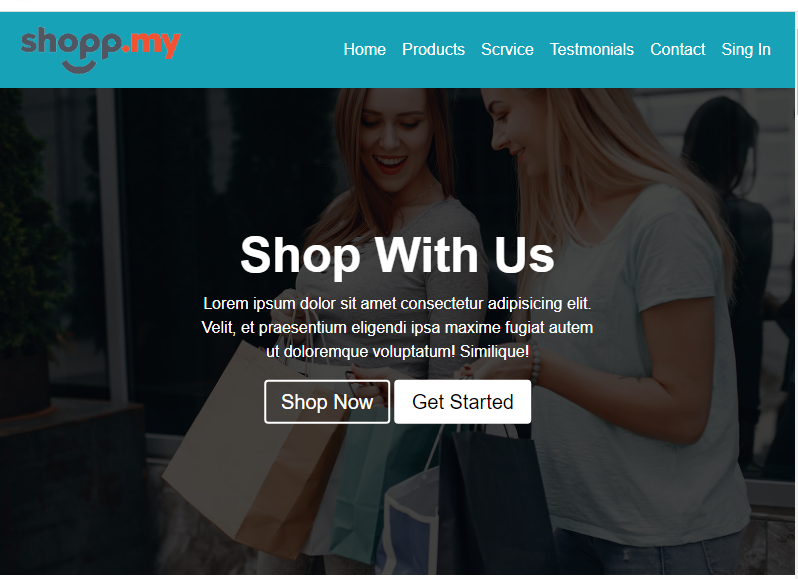 shopp.my
Home Products Scrvice Testmonials Contact Sing In
Shop With Us
Lorem ipsum dolor sit amet consectetur adipisicing elit.
Velit, et praesentium eligendi ipsa maxime fugiat autem
ut doloremque voluptatum! Similique!
Shop Now Get Started